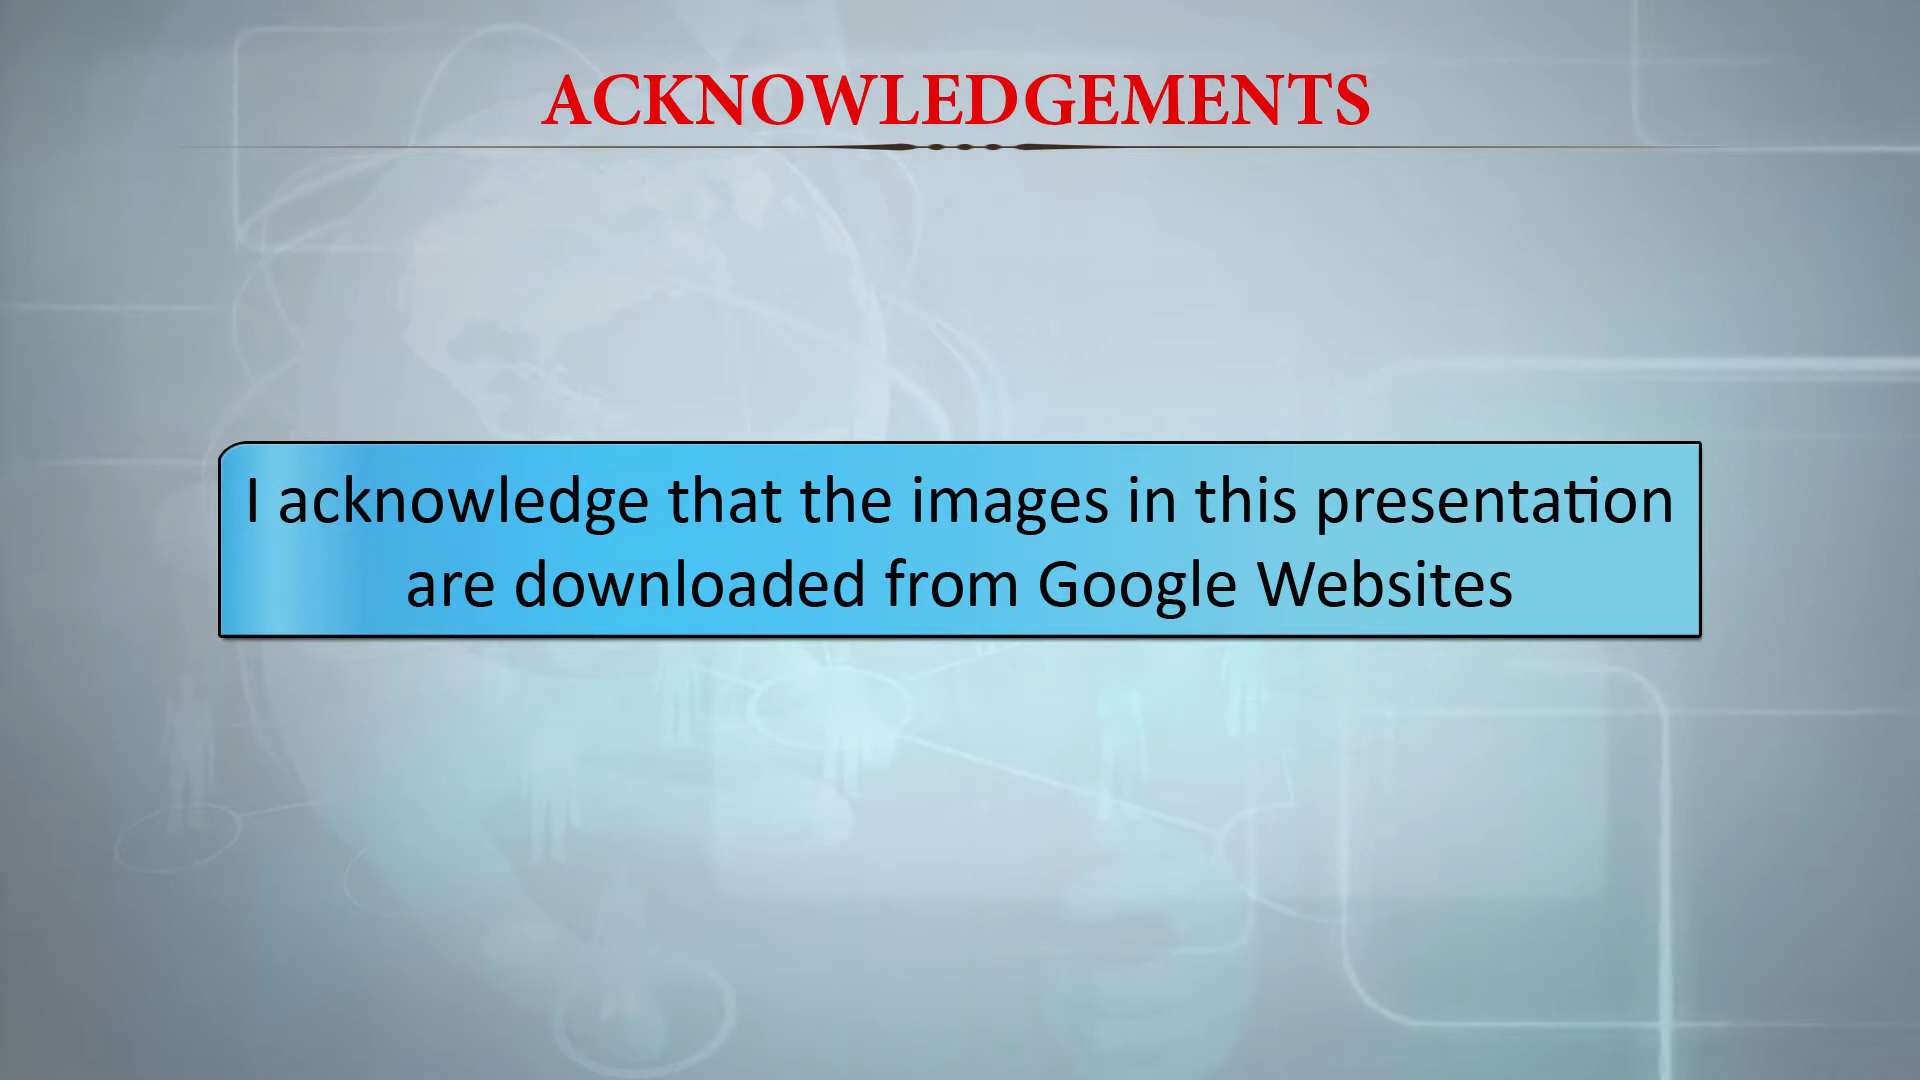 ACKNOWLEDGEMENTS
I acknowledge that the images in this presentation
are downloaded from Google Websites